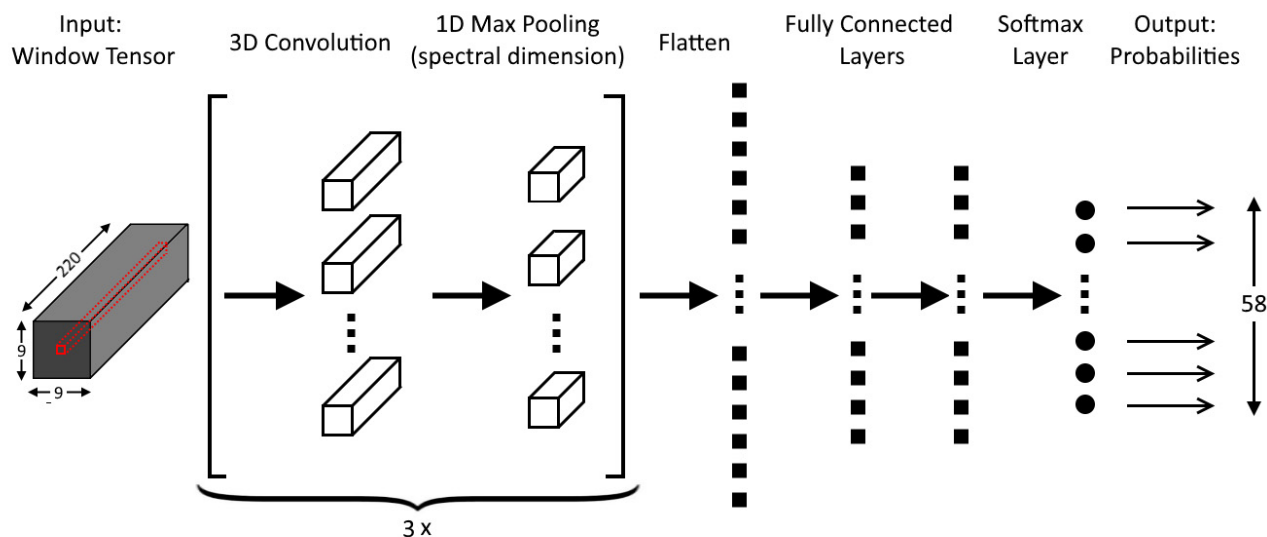 Input:
Window Tensor
3D Convolution
1D Max Pooling
(spectral dimension)
Flatten
Fully Connected
Layers
Softmax
Layer
Output:
Probabilities
220
9
9
58
3 x